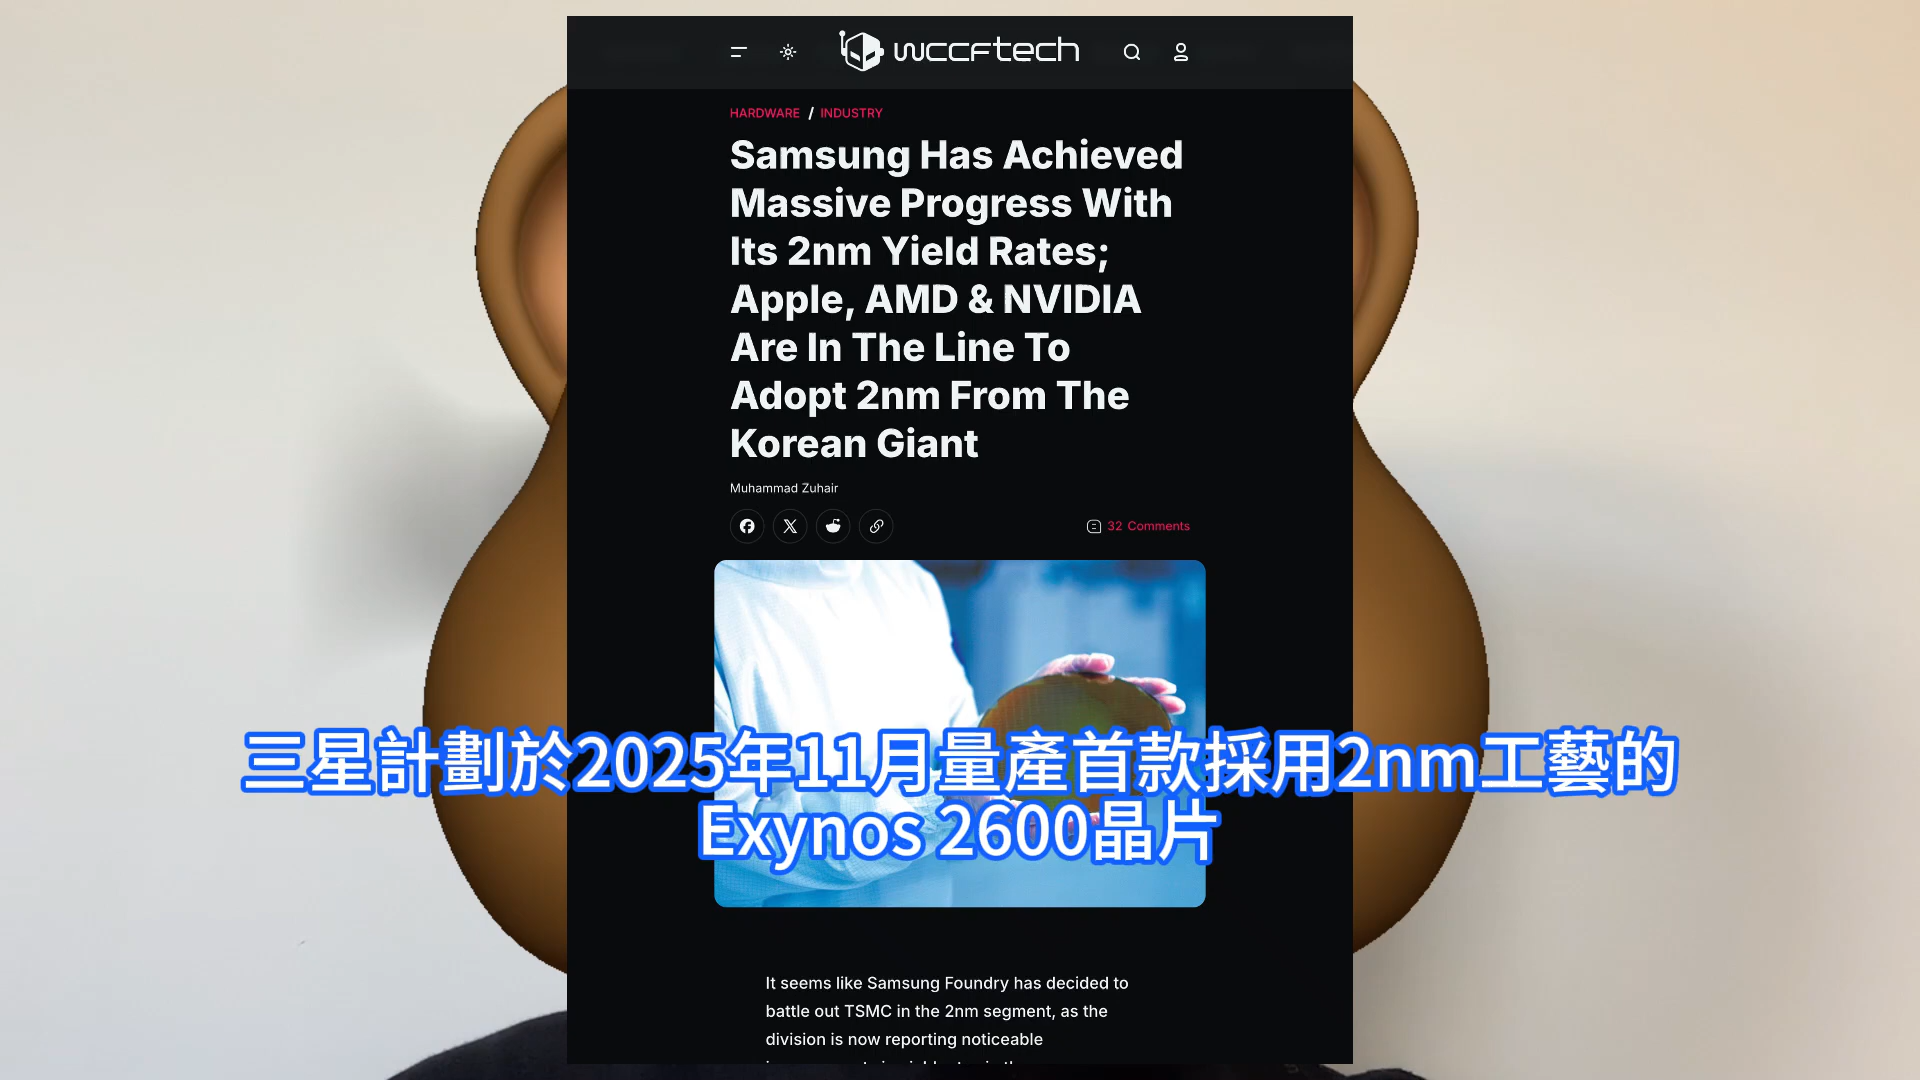 wccftech
HARDWARE / INDUSTRY
Samsung Has Achieved
Massive Progress With
Its 2nm Yield Rates;
Apple, AMD & NVIDIA
Are In The Line To
Adopt 2nm From The
Korean Giant
Muhammad Zuhair
32 Comments
三星計劃於2025年11月量產首款採用2nm工藝的
Exynos 2600晶片
It seems like Samsung Foundry has decided to
battle out TSMC in the 2nm segment, as the
division is now reporting noticeable